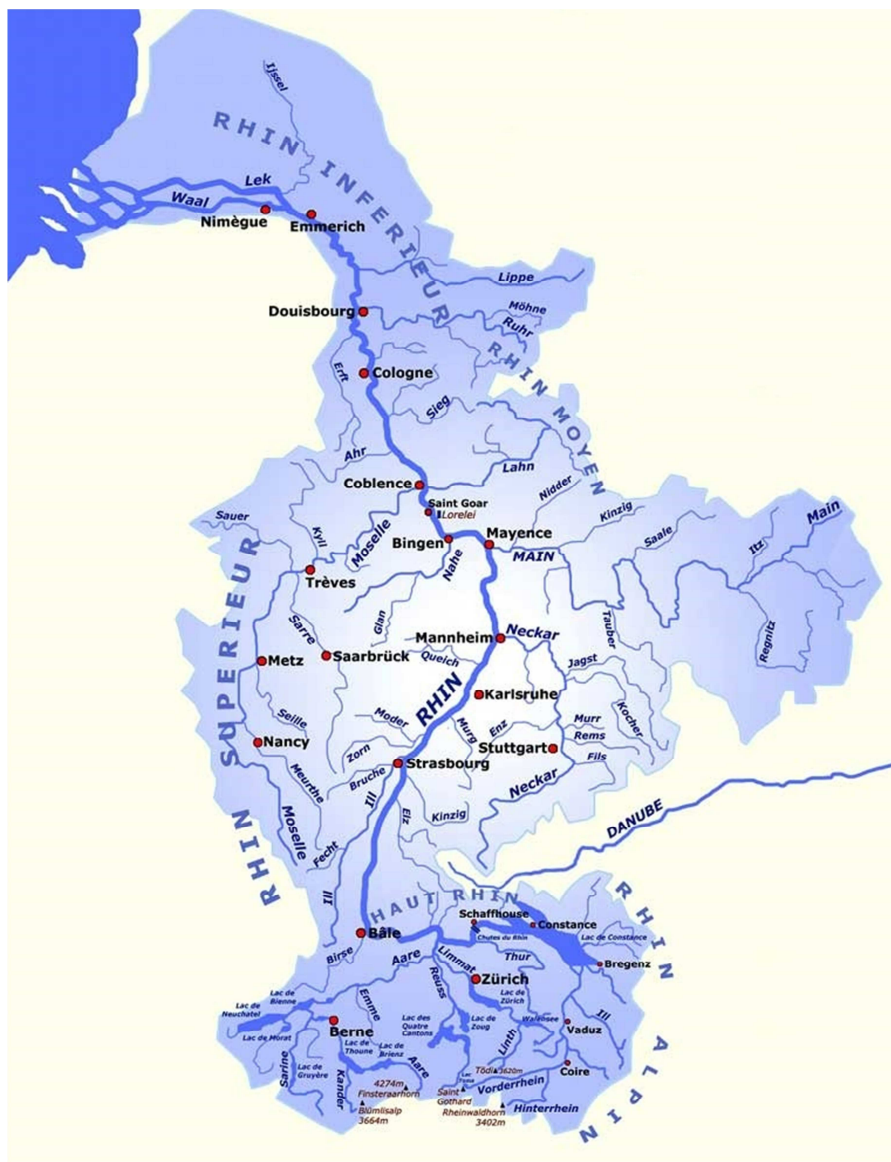 Ijssel
RHIN INFERIEUR
Lek
Waal
Nimègue
Emmerich
Lippe
Douisbourg
Möhne
Ruhr
RHIN MOYEN
Erft
Cologne
Sieg
Ahr
Lahn
Coblence
Nidder
Saint Goar
Lorelei
Kinzig
Main
Sauer
Kyll
Moselle
Bingen
Mayence
Saale
Itz
Nahe
MAIN
Trèves
RHIN SUPERIEUR
Glan
Tauber
Regnitz
Sarre
Mannheim
Neckar
Metz
Saarbrück
Queich
Jagst
RHIN
Karlsruhe
Seille
Moder
Murg
Enz
Murr
Kocher
Nancy
Zorn
Stuttgart
Rems
Fils
Meurthe
Bruche
Strasbourg
Neckar
Moselle
Ill
Elz
Kinzig
DANUBE
Fecht
Ill
HAUT RHIN
RHIN ALPIN
Schaffhouse
Constance
Bâle
Chutes du Rhin
Lac de Constance
Birse
Aare
Limmat
Thur
Bregenz
Reuss
Zürich
Lac de
Bienne
Lac de
Neuchatel
Emme
Lac de
Zürich
Ill
Lac des
Quatre
Cantons
Lac de
Zoug
Walensee
Berne
Vaduz
Lac de Morat
Lac de
Thoune
Lac de
Brienz
Linth
Sarine
Lac de
Gruyère
Kander
Aare
Tödi 3620m
Coire
4274m
Finsteraarhorn
Lac
Toma
Vorderrhein
Saint
Gothard
Blümlisalp
3664m
Rheinwaldhorn
3402m
Hinterrhein